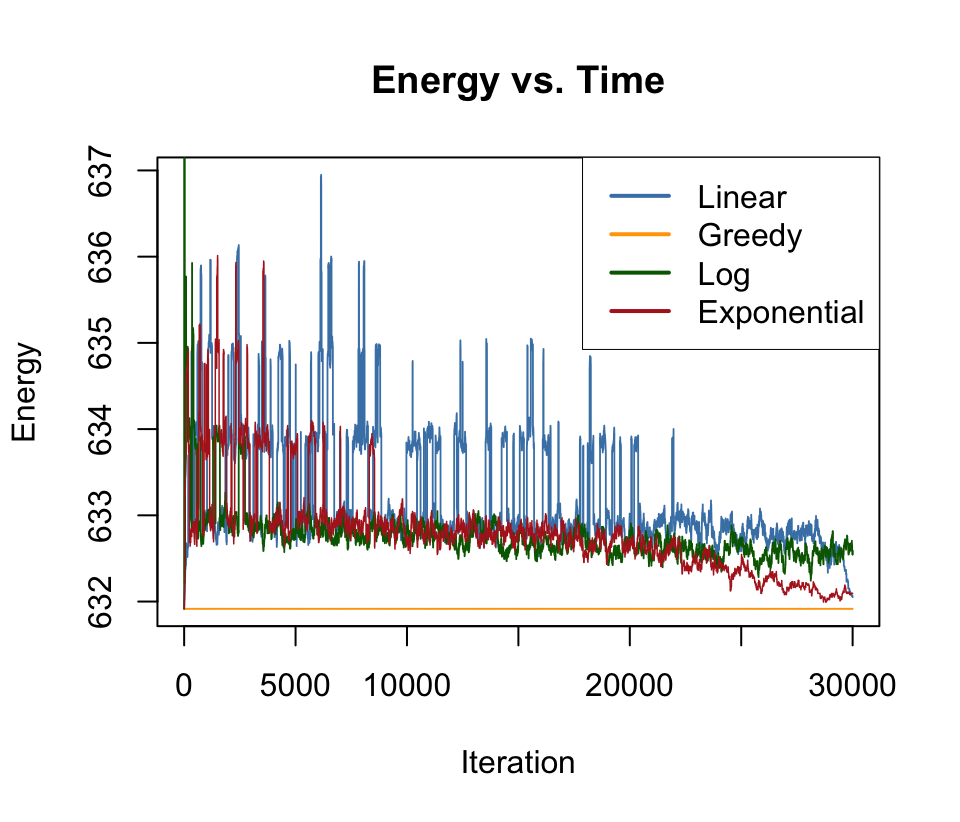 Energy vs. Time
Energy
637
636
635
634
633
632
Linear
Greedy
Log
Exponential
0 5000 10000 20000 30000
Iteration